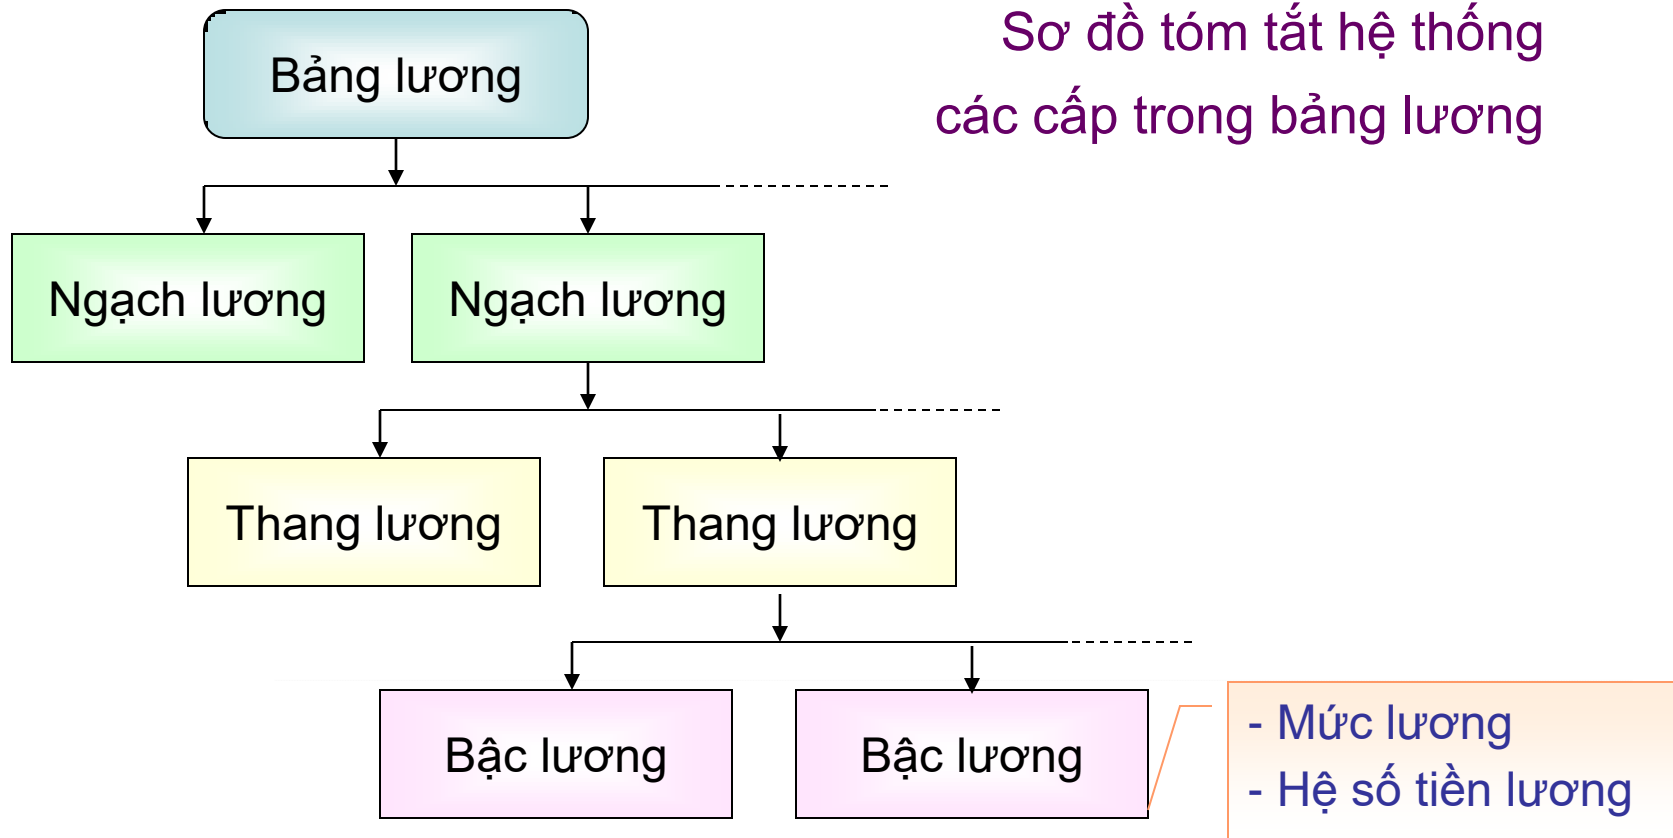 Sơ đồ tóm tắt hệ thống
các cấp trong bảng lương
Bảng lương
Ngạch lương
Ngạch lương
Thang lương
Thang lương
Bậc lương
Bậc lương
- Mức lương
- Hệ số tiền lương